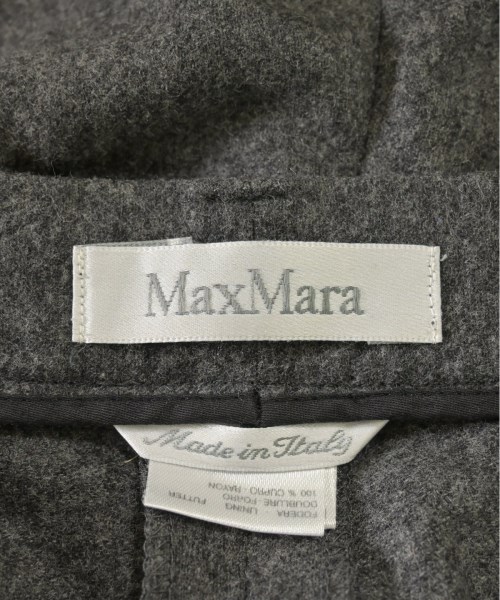 MaxMara
Made in Italy
FODERA · LINING · FUTTER
DOUBLURE · FORRO
100 % CUPRO · RAYON